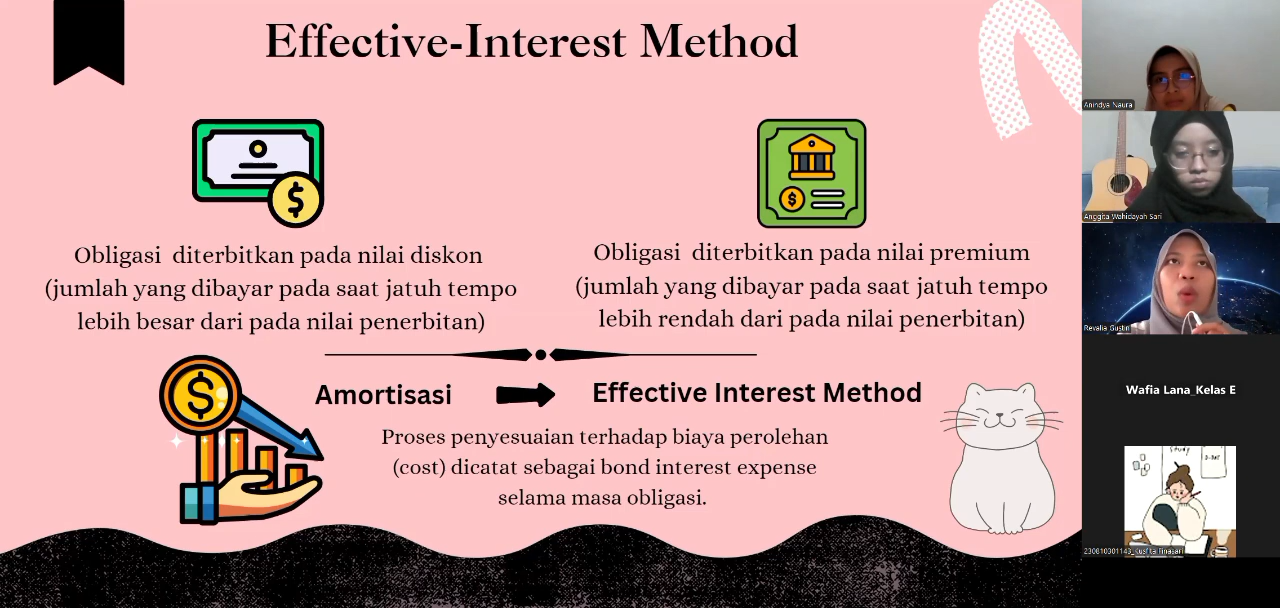 Effective-Interest Method
Obligasi diterbitkan pada nilai diskon
(jumlah yang dibayar pada saat jatuh tempo
lebih besar dari pada nilai penerbitan)
Obligasi diterbitkan pada nilai premium
(jumlah yang dibayar pada saat jatuh tempo
lebih rendah dari pada nilai penerbitan)
Amortisasi
Effective Interest Method
Proses penyesuaian terhadap biaya perolehan
(cost) dicatat sebagai bond interest expense
selama masa obligasi.
Anindya Naura
Anggita Wahidayah Sari
Revalia Gustin
Wafia Lana_Kelas E